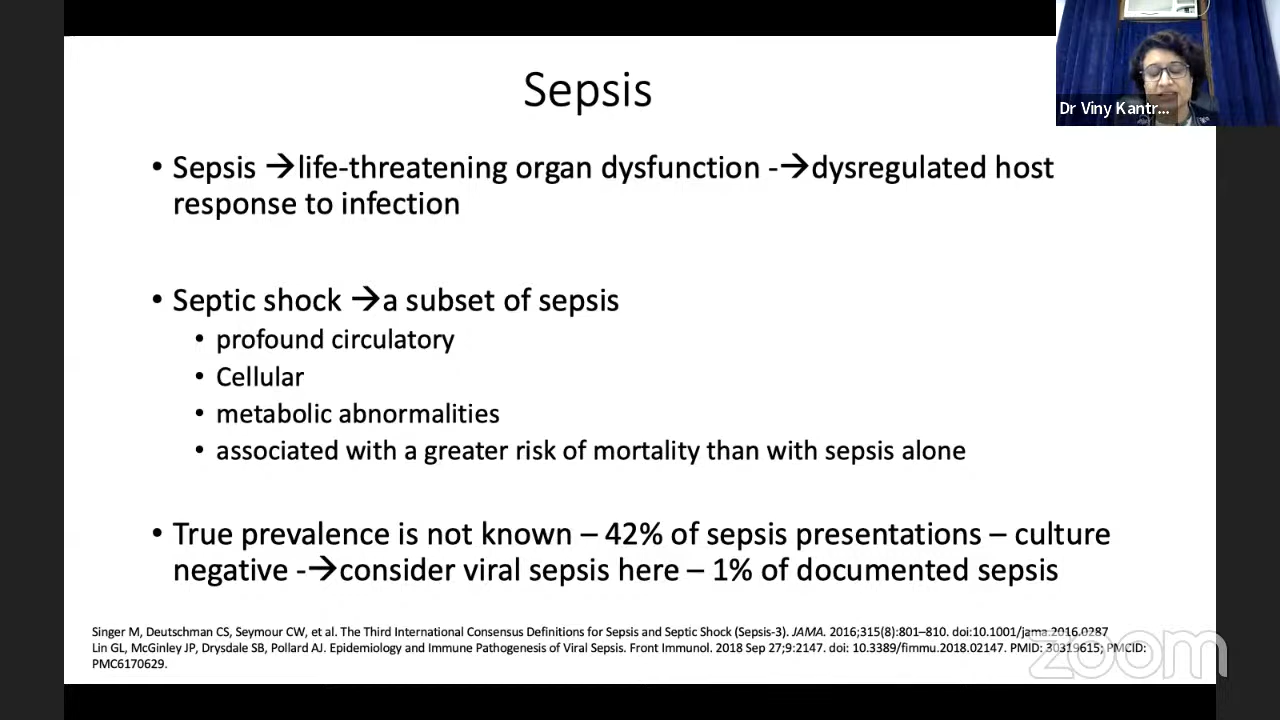 Sepsis
Dr Viny Kantr...
• Sepsis →life-threatening organ dysfunction -→dysregulated host
response to infection
• Septic shock →a subset of sepsis
• profound circulatory
• Cellular
• metabolic abnormalities
• associated with a greater risk of mortality than with sepsis alone
• True prevalence is not known – 42% of sepsis presentations – culture
negative -→consider viral sepsis here – 1% of documented sepsis
Singer M, Deutschman CS, Seymour CW, et al. The Third International Consensus Definitions for Sepsis and Septic Shock (Sepsis-3). JAMA. 2016;315(8):801–810. doi:10.1001/jama.2016.0287
Lin GL, McGinley JP, Drysdale SB, Pollard AJ. Epidemiology and Immune Pathogenesis of Viral Sepsis. Front Immunol. 2018 Sep 27;9:2147. doi: 10.3389/fimmu.2018.02147. PMID: 30319615; PMCID:
PMC6170629.
zoom